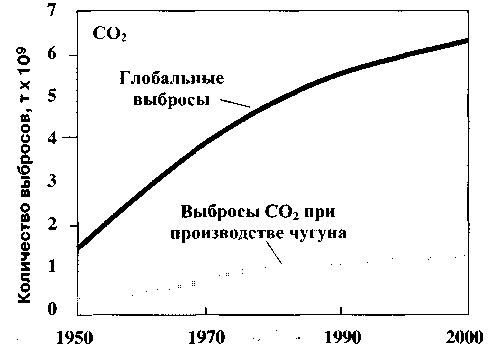 7
CO₂
6
Глобальные
выбросы
5
4
3
Выбросы CO₂ при
производстве чугуна
2
1
0
Количество выбросов, т x 10⁹
1950
1970
1990
2000